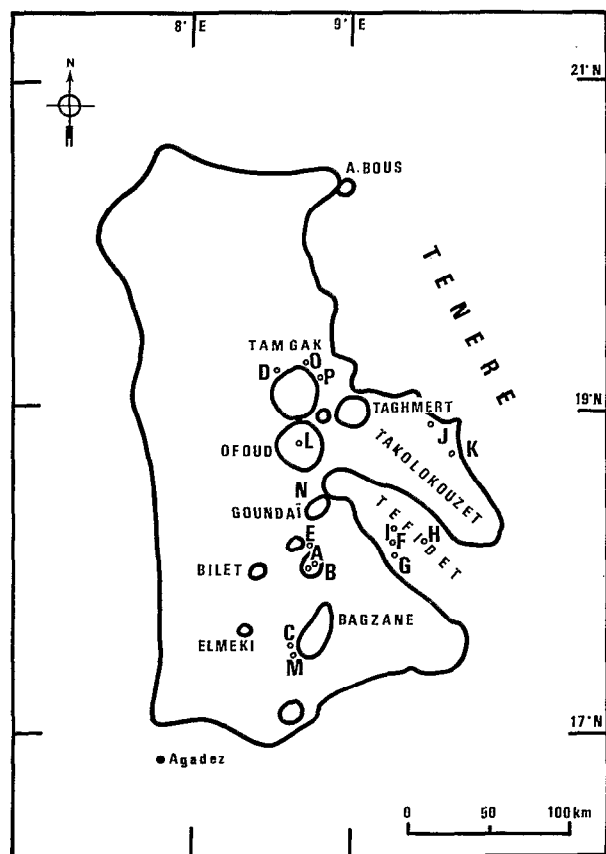 8° 9°
N
21° N
A. BOUS
TENERE
TAMGAK
O
D
P
TAGHMERT
19° N
J
K
L
OFOUD
TAKOLOKOUZET
N
GOUNDAÏ
TEFIDET
E
I
F
H
A
B
G
BILET
BAGZANE
ELMEKI
C
M
17° N
Agadez
0 50 100 km